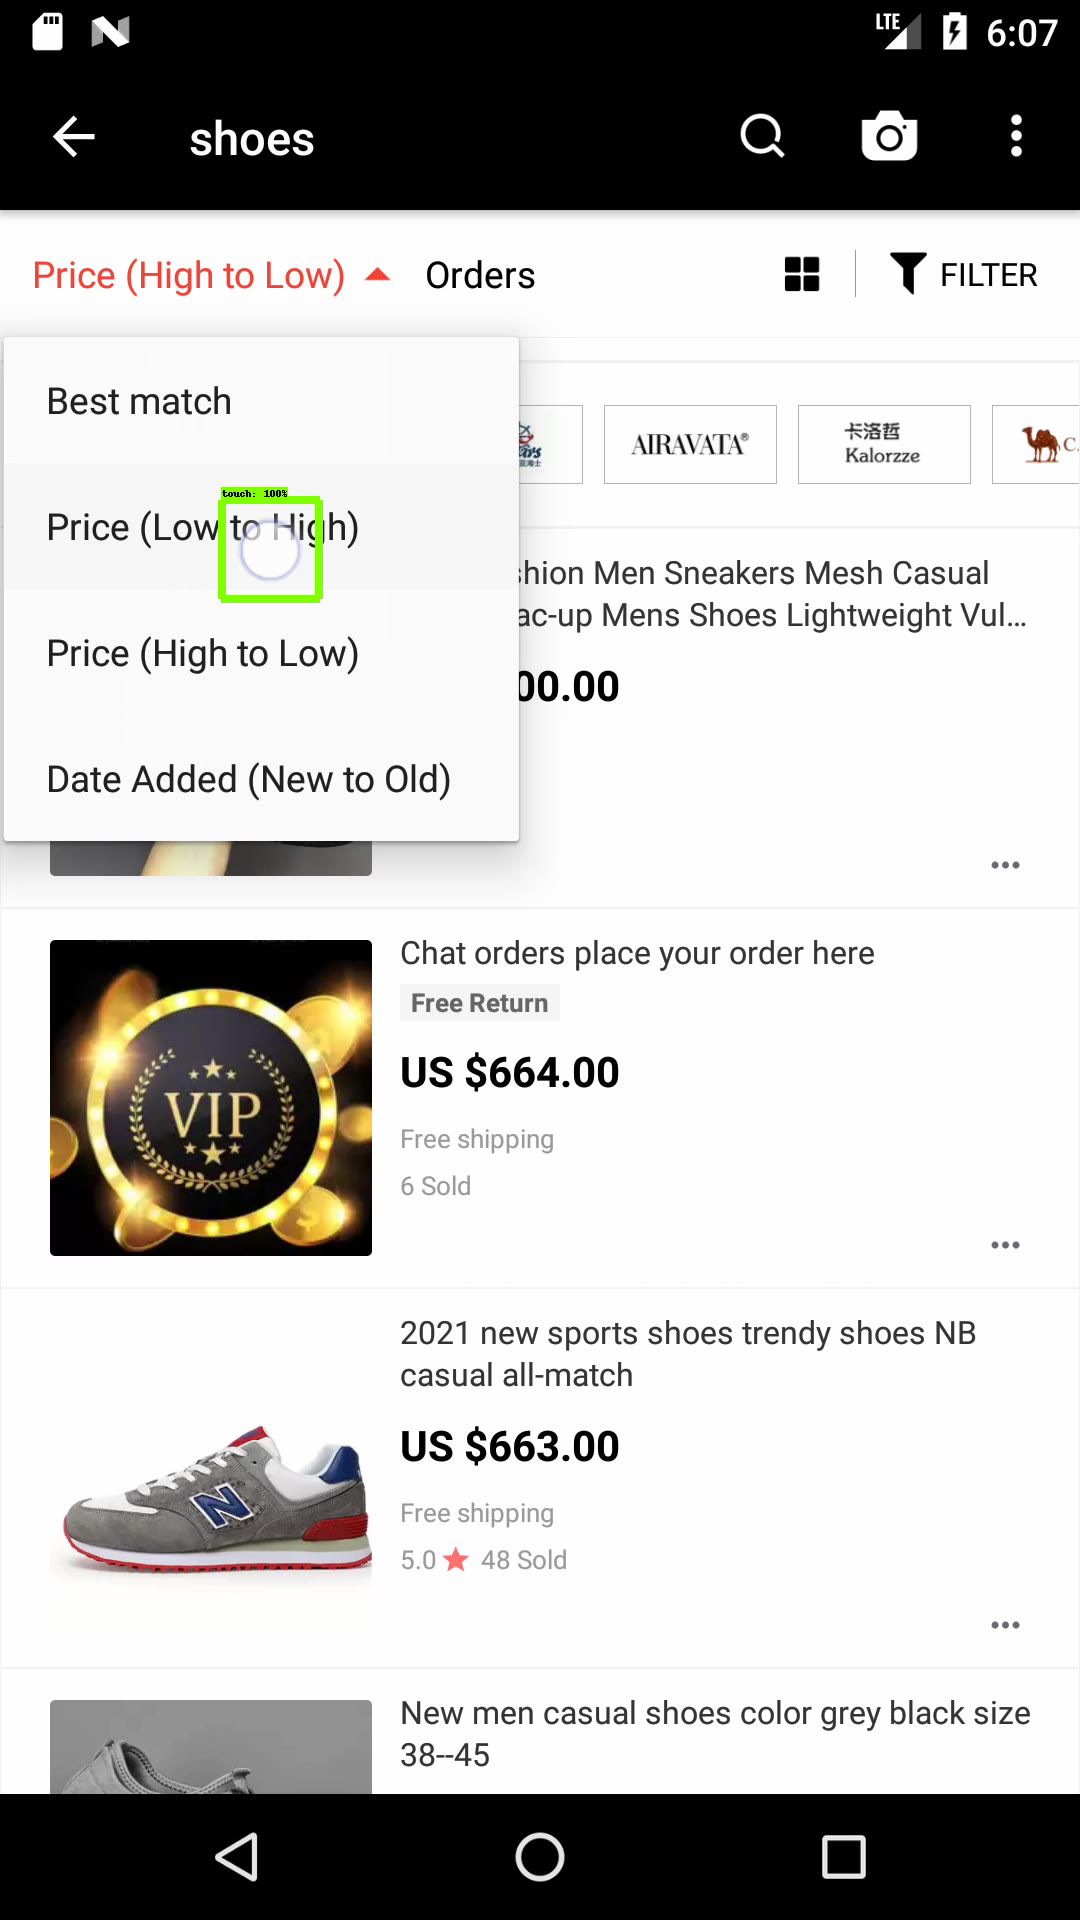 LTE 6:07
shoes
Price (High to Low) Orders FILTER
Best match
AIRAVATA®
卡洛哲
Kalorzze
C
touch: 100%
Price (Low to High)
Price (High to Low)
Date Added (New to Old)
shion Men Sneakers Mesh Casual
ac-up Mens Shoes Lightweight Vul...
00.00
Chat orders place your order here
Free Return
US $664.00
VIP
Free shipping
6 Sold
2021 new sports shoes trendy shoes NB
casual all-match
US $663.00
N
Free shipping
5.0 48 Sold
New men casual shoes color grey black size
38--45